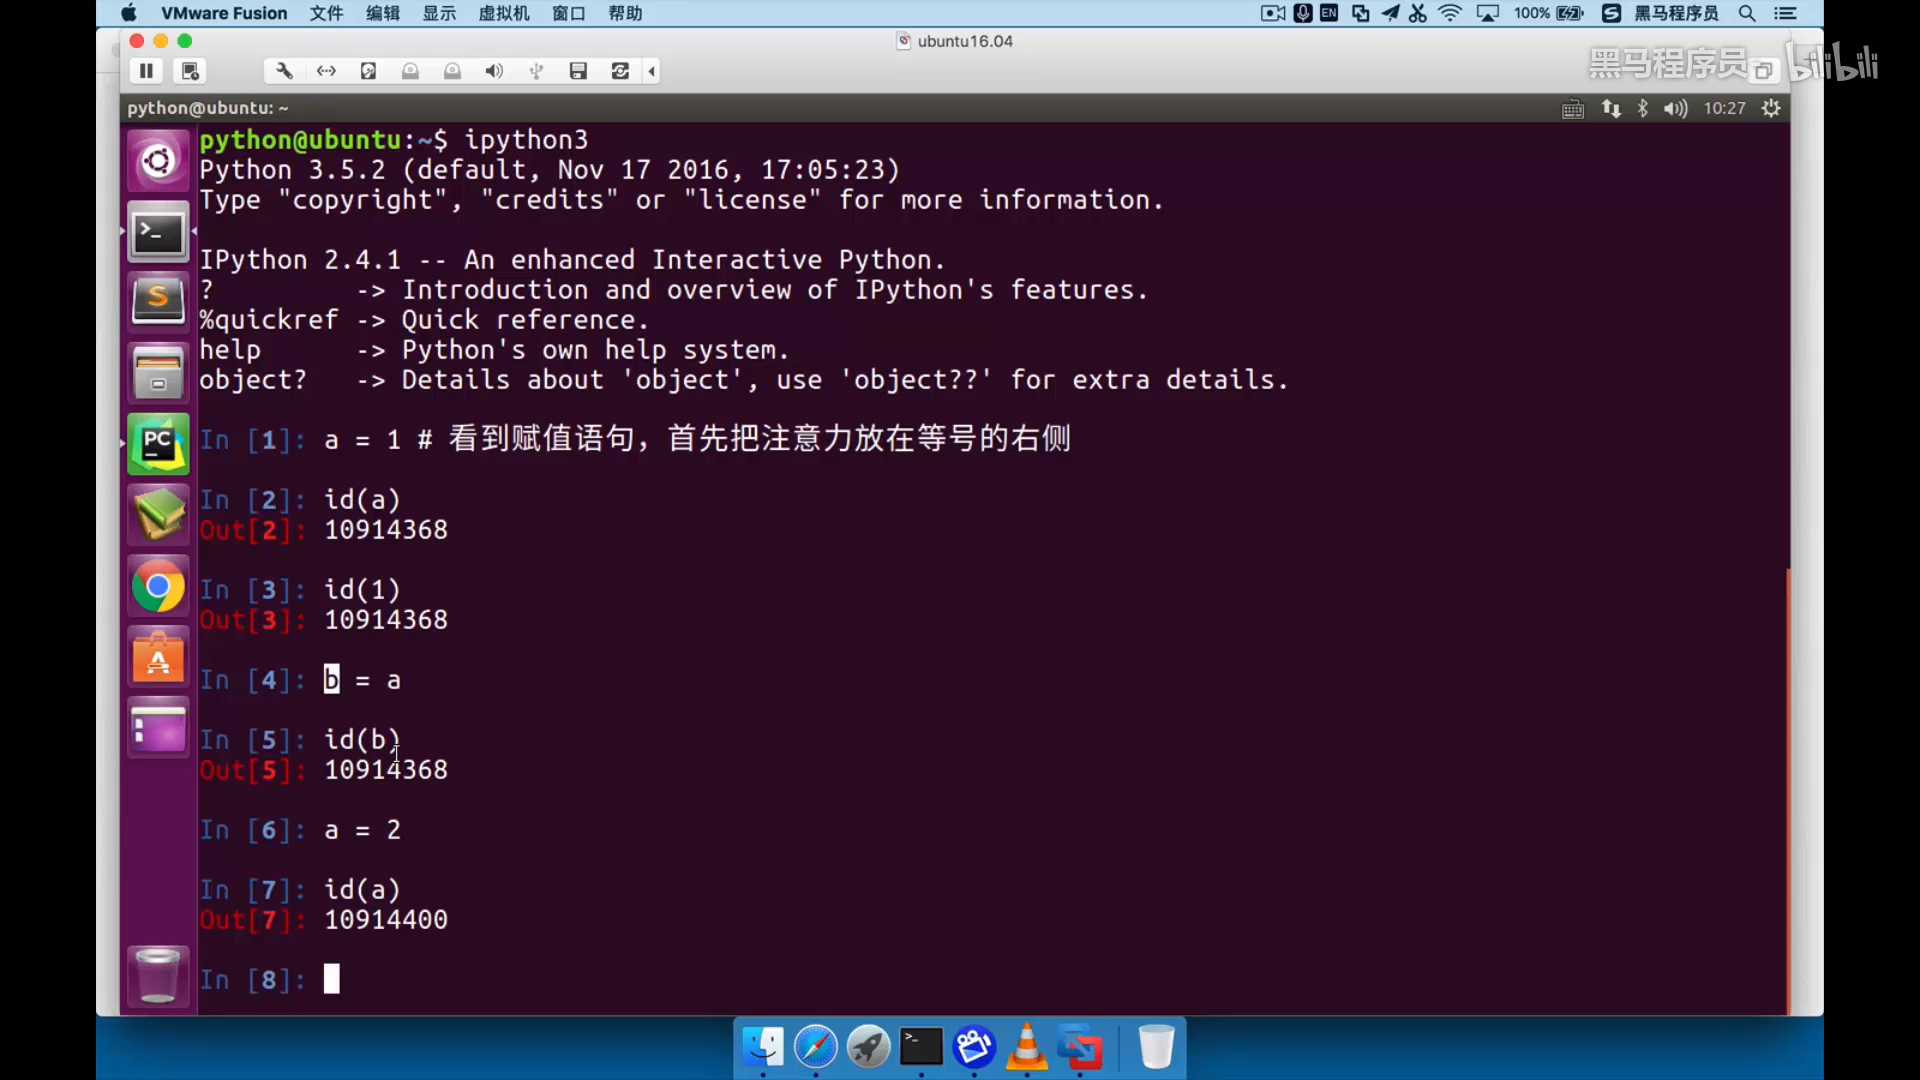 VMware Fusion 文件 编辑 显示 虚拟机 窗口 帮助 EN 100% 黑马程序员
ubuntu16.04
黑马程序员 bilibili
python@ubuntu: ~ 10:27
python@ubuntu:~$ ipython3
Python 3.5.2 (default, Nov 17 2016, 17:05:23)
Type "copyright", "credits" or "license" for more information.
IPython 2.4.1 -- An enhanced Interactive Python.
? -> Introduction and overview of IPython's features.
%quickref -> Quick reference.
help -> Python's own help system.
object? -> Details about 'object', use 'object??' for extra details.
In [1]: a = 1 # 看到赋值语句，首先把注意力放在等号的右侧
In [2]: id(a)
Out[2]: 10914368
In [3]: id(1)
Out[3]: 10914368
In [4]: b = a
In [5]: id(b)
Out[5]: 10914368
In [6]: a = 2
In [7]: id(a)
Out[7]: 10914400
In [8]: